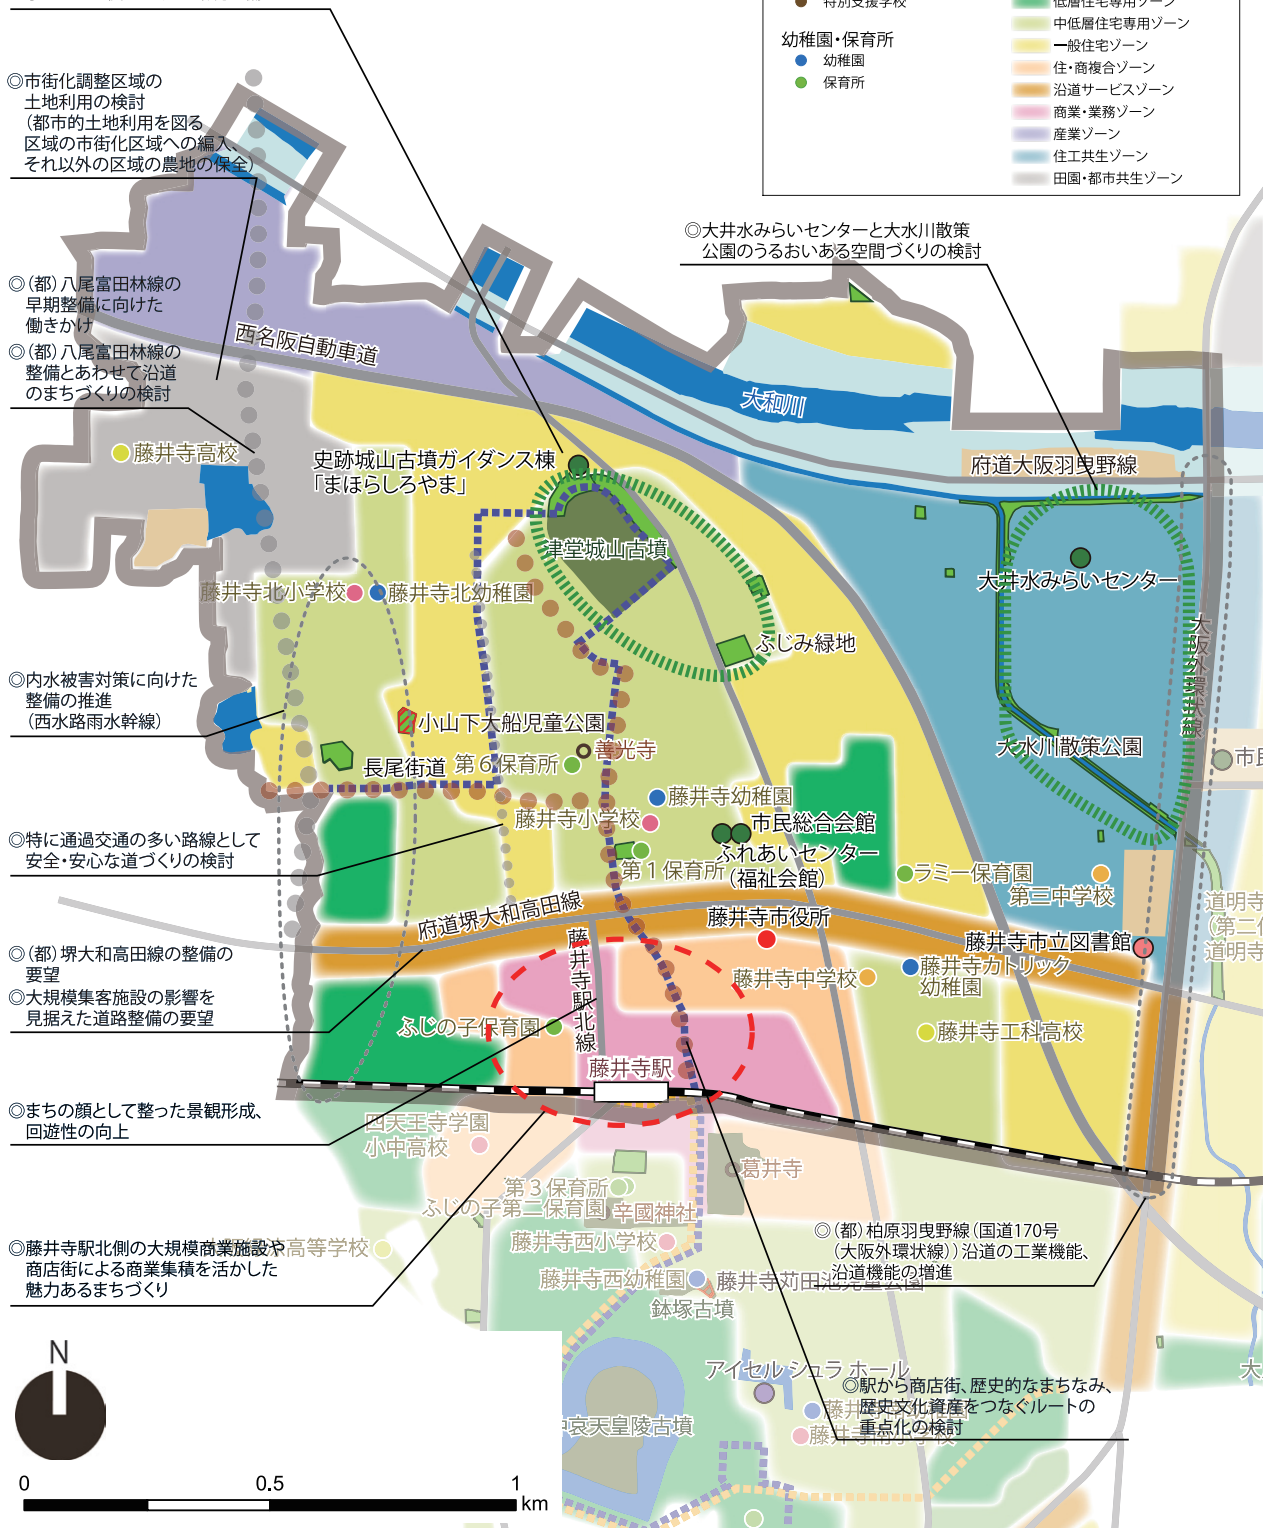 特別支援学校
幼稚園・保育所
幼稚園
保育所
低層住宅専用ゾーン
中低層住宅専用ゾーン
一般住宅ゾーン
住・商複合ゾーン
沿道サービスゾーン
商業・業務ゾーン
産業ゾーン
住工共生ゾーン
田園・都市共生ゾーン
◎市街化調整区域の
土地利用の検討
（都市的土地利用を図る
区域の市街化区域への編入、
それ以外の区域の農地の保全）
◎大井水みらいセンターと大水川散策
公園のうるおいある空間づくりの検討
◎（都）八尾富田林線の
早期整備に向けた
働きかけ
◎（都）八尾富田林線の
整備とあわせて沿道
のまちづくりの検討
西名阪自動車道
大和川
藤井寺高校
史跡城山古墳ガイダンス棟
「まほらしろやま」
府道大阪羽曳野線
津堂城山古墳
大井水みらいセンター
藤井寺北小学校
藤井寺北幼稚園
ふじみ緑地
大阪外環状線
◎内水被害対策に向けた
整備の推進
（西水路雨水幹線）
小山下大船児童公園
善光寺
大水川散策公園
長尾街道
第６保育所
藤井寺幼稚園
藤井寺小学校
市民総合会館
ふれあいセンター
（福祉会館）
第１保育所
◎特に通過交通の多い路線として
安全・安心な道づくりの検討
ラミー保育園
第三中学校
道明寺
道明寺
府道堺大和高田線
藤井寺市役所
藤井寺市立図書館
◎（都）堺大和高田線の整備の
要望
◎大規模集客施設の影響を
見据えた道路整備の要望
藤井寺駅北線
藤井寺中学校
藤井寺カトリック
幼稚園
ふじの子保育園
藤井寺工科高校
藤井寺駅
◎まちの顔として整った景観形成、
回遊性の向上
四天王寺学園
小中高校
葛井寺
第３保育所
ふじの子第二保育園
辛國神社
藤井寺西小学校
◎（都）柏原羽曳野線（国道170号
（大阪外環状線））沿道の工業機能、
沿道機能の増進
◎藤井寺駅北側の大規模商業施設や
商店街による商業集積を活かした
魅力あるまちづくり
高等学校
藤井寺西幼稚園
藤井寺苅田池児童公園
鉢塚古墳
アイセル シュラ ホール
◎駅から商店街、歴史的なまちなみ、
歴史文化資産をつなぐルートの
重点化の検討
哀天皇陵古墳
N
0 0.5 1
km